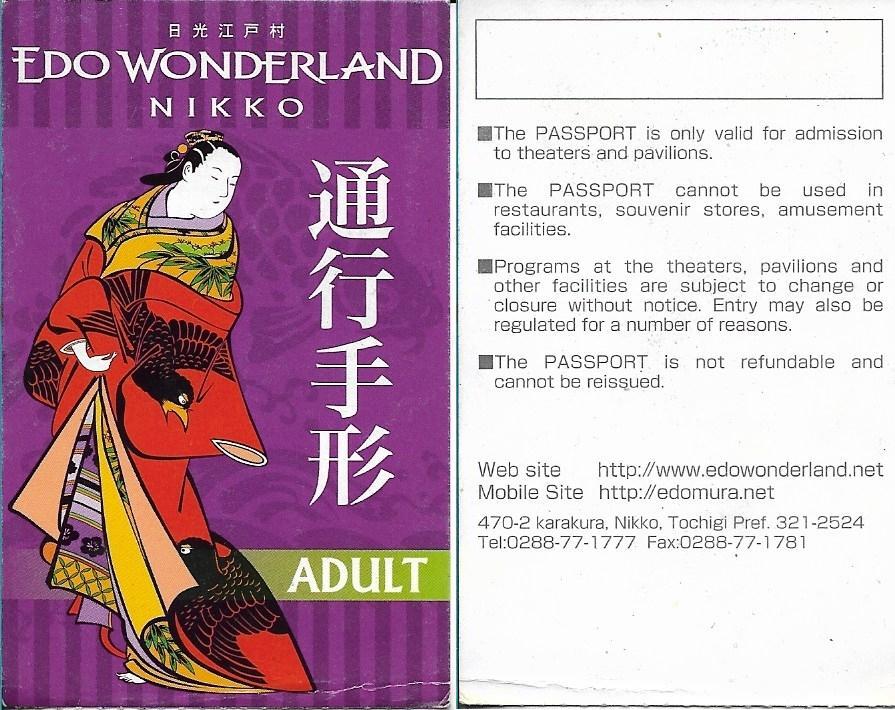 日光江戸村
EDO WONDERLAND
NIKKO
通行手形
ADULT
■The PASSPORT is only valid for admission
to theaters and pavilions.
■The PASSPORT cannot be used in
restaurants, souvenir stores, amusement
facilities.
■Programs at the theaters, pavilions and
other facilities are subject to change or
closure without notice. Entry may also be
regulated for a number of reasons.
■The PASSPORT is not refundable and
cannot be reissued.
Web site http://www.edowonderland.net
Mobile Site http://edomura.net
470-2 karakura, Nikko, Tochigi Pref. 321-2524
Tel:0288-77-1777 Fax:0288-77-1781